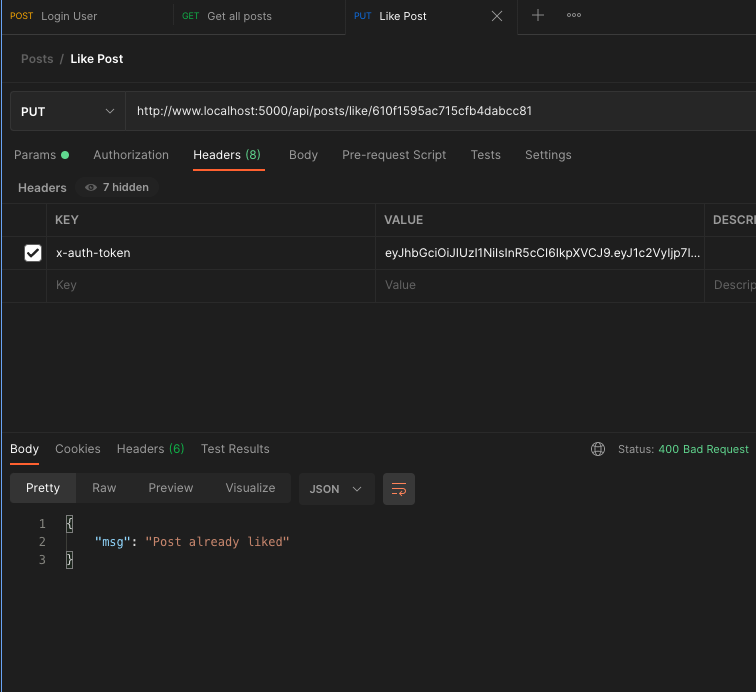 POST Login User GET Get all posts PUT Like Post
Posts / Like Post
PUT http://www.localhost:5000/api/posts/like/610f1595ac715cfb4dabcc81
Params Authorization Headers (8) Body Pre-request Script Tests Settings
Headers 7 hidden
KEY VALUE DESCRI
x-auth-token eyJhbGciOiJIUzI1NiIsInR5cCI6IkpXVCJ9.eyJ1c2VyIjp7I...
Key Value Descrip
Body Cookies Headers (6) Test Results Status: 400 Bad Request
Pretty Raw Preview Visualize JSON
1 {
2 "msg": "Post already liked"
3 }